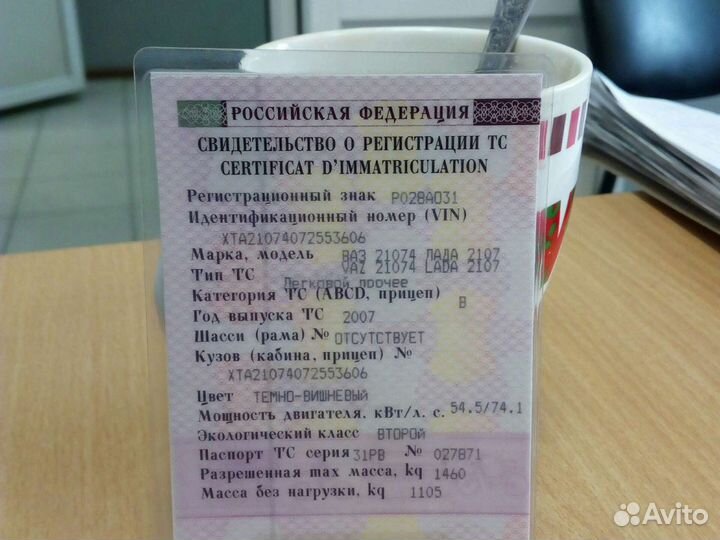 РОССИЙСКАЯ ФЕДЕРАЦИЯ
СВИДЕТЕЛЬСТВО О РЕГИСТРАЦИИ ТС
CERTIFICAT D'IMMATRICULATION
Регистрационный знак Р028АО31
Идентификационный номер (VIN)
XTA21074072553606
Марка, модель ВАЗ 21074 ЛАДА 2107
VAZ 21074 LADA 2107
Тип ТС Легковой прочее
Категория ТС (ABCD, прицеп) B
Год выпуска ТС 2007
Шасси (рама) № ОТСУТСТВУЕТ
Кузов (кабина, прицеп) №
XTA21074072553606
Цвет ТЕМНО-ВИШНЕВЫЙ
Мощность двигателя, кВт/л. с. 54.5/74.1
Экологический класс ВТОРОЙ
Паспорт ТС серия 31РВ № 027871
Разрешенная max масса, kg 1460
Масса без нагрузки, kg 1105
Avito